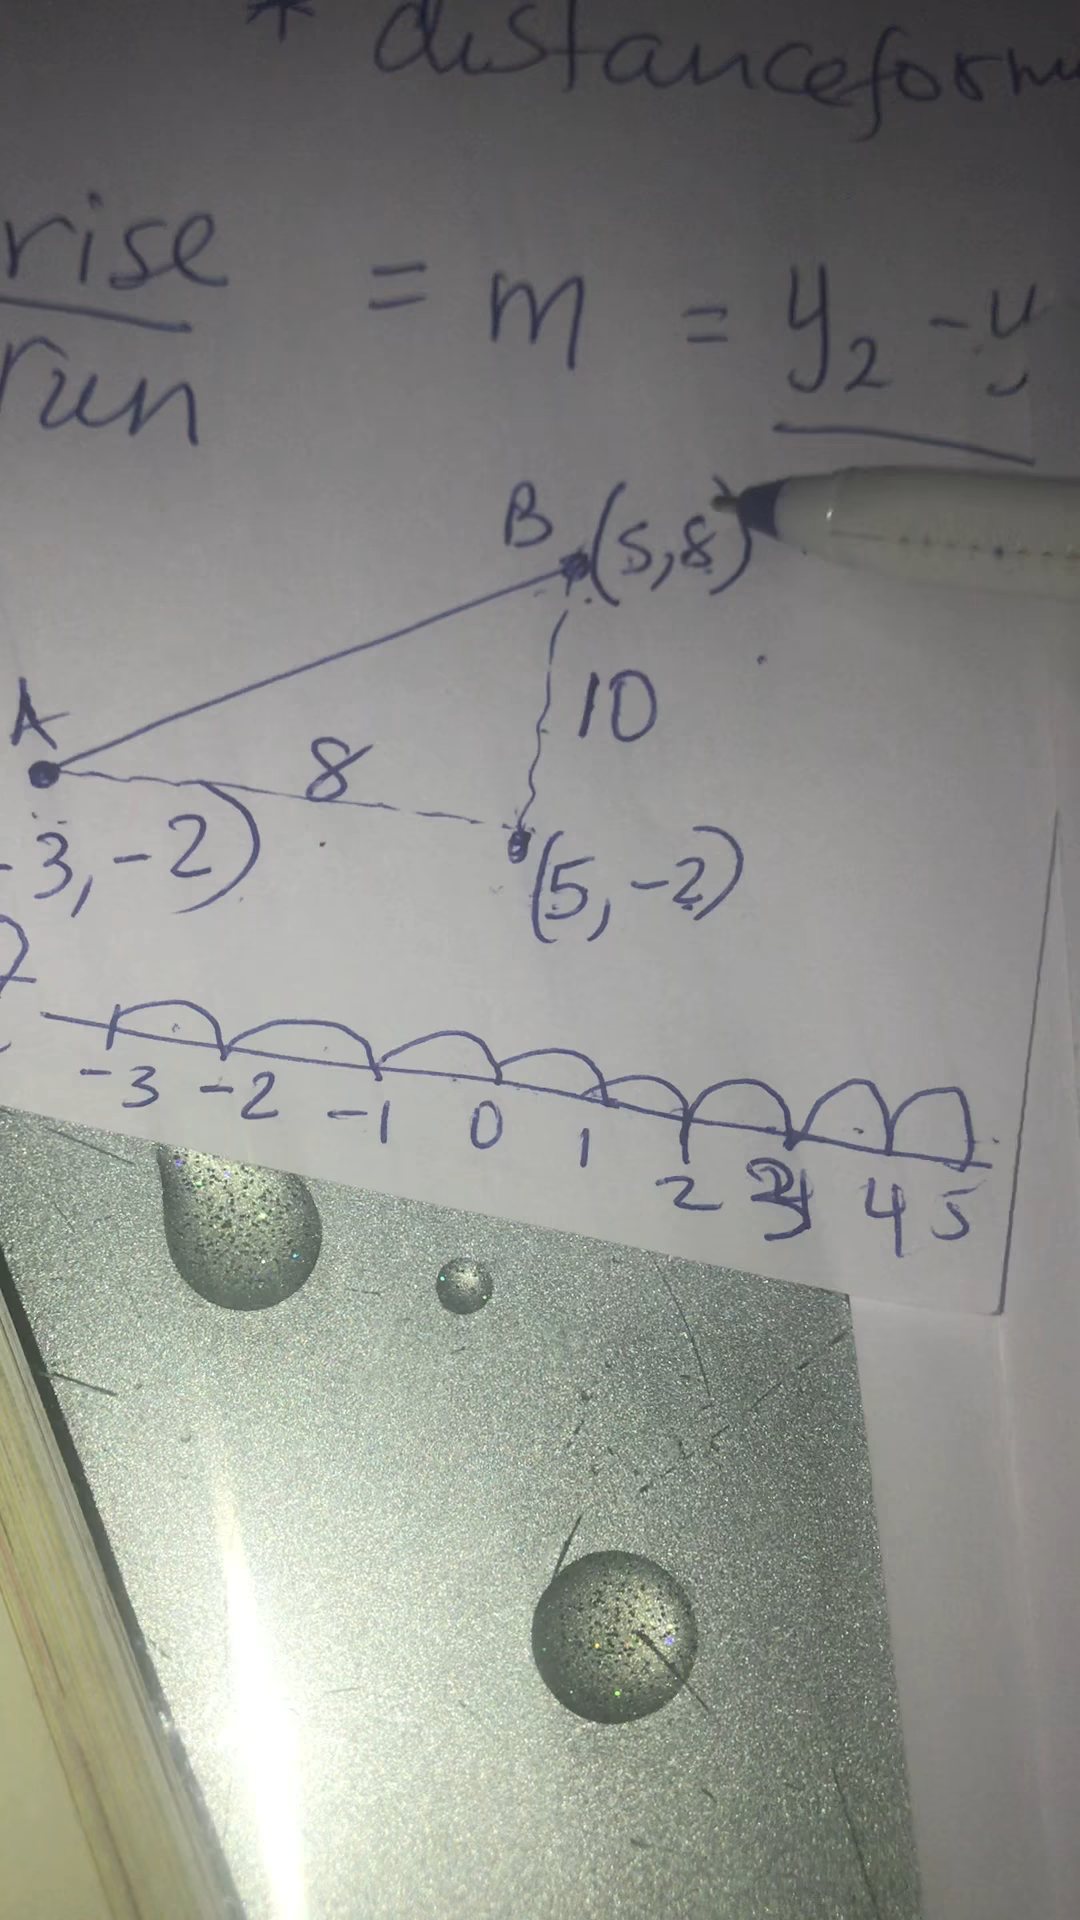 * distanceform
rise = m = y₂ - y
run
B (5,8)
A
10
8
-3, -2)
(5, -2)
-3 -2 -1 0 1 2 3 4 5